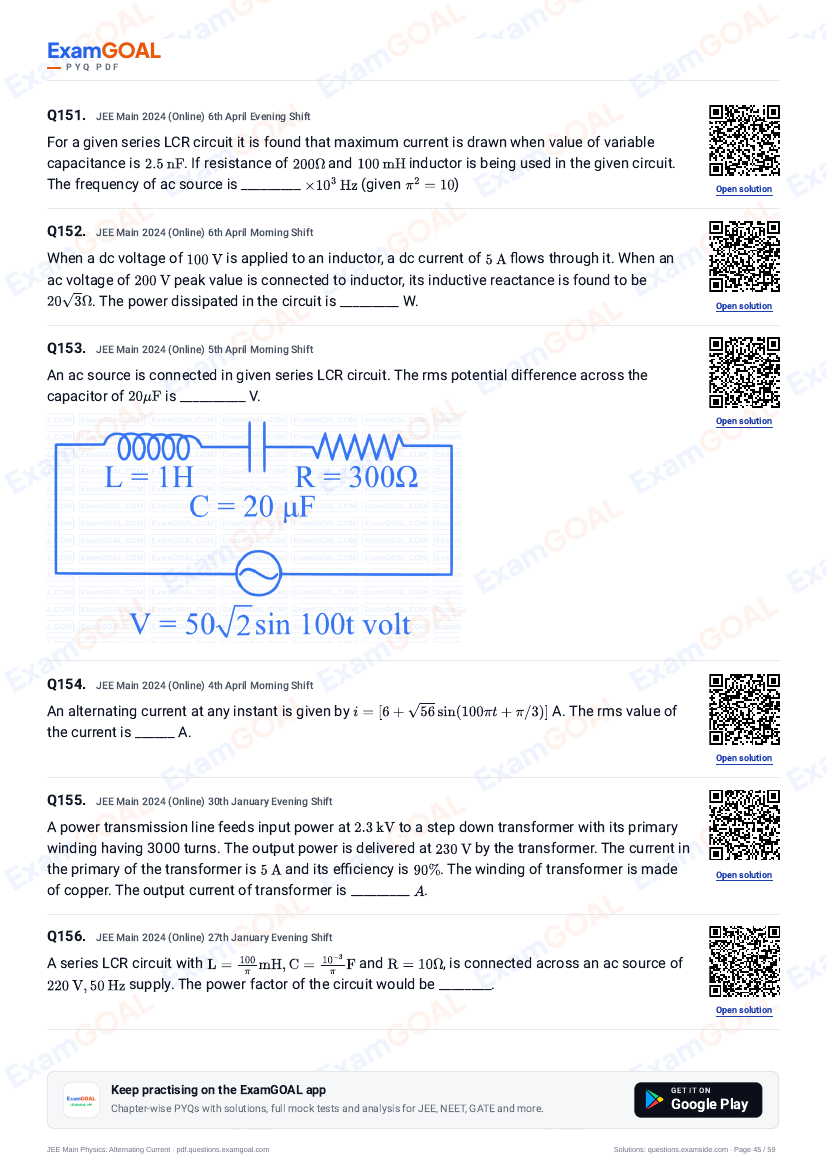 ExamGOAL
PYQ PDF
Q151. JEE Main 2024 (Online) 6th April Evening Shift
For a given series LCR circuit it is found that maximum current is drawn when value of variable
capacitance is 2.5 nF. If resistance of 200Ω and 100 mH inductor is being used in the given circuit.
The frequency of ac source is _________ ×10³ Hz (given π² = 10)
Open solution
Q152. JEE Main 2024 (Online) 6th April Morning Shift
When a dc voltage of 100 V is applied to an inductor, a dc current of 5 A flows through it. When an
ac voltage of 200 V peak value is connected to inductor, its inductive reactance is found to be
20√3Ω. The power dissipated in the circuit is _________ W.
Open solution
Q153. JEE Main 2024 (Online) 5th April Morning Shift
An ac source is connected in given series LCR circuit. The rms potential difference across the
capacitor of 20μF is __________ V.
Open solution
L = 1H R = 300Ω
C = 20 μF
V = 50√2 sin 100t volt
Q154. JEE Main 2024 (Online) 4th April Morning Shift
An alternating current at any instant is given by i = [6 + √56 sin(100πt + π/3)] A. The rms value of
the current is ______ A.
Open solution
Q155. JEE Main 2024 (Online) 30th January Evening Shift
A power transmission line feeds input power at 2.3 kV to a step down transformer with its primary
winding having 3000 turns. The output power is delivered at 230 V by the transformer. The current in
the primary of the transformer is 5 A and its efficiency is 90%. The winding of transformer is made
of copper. The output current of transformer is _________ A.
Open solution
Q156. JEE Main 2024 (Online) 27th January Evening Shift
A series LCR circuit with L = 100/π mH, C = 10⁻³/π F and R = 10Ω, is connected across an ac source of
220 V, 50 Hz supply. The power factor of the circuit would be ________.
Open solution
ExamGOAL
Keep practising on the ExamGOAL app
Chapter-wise PYQs with solutions, full mock tests and analysis for JEE, NEET, GATE and more.
GET IT ON
Google Play
JEE Main Physics: Alternating Current · pdf.questions.examgoal.com
Solutions: questions.examside.com · Page 45 / 59